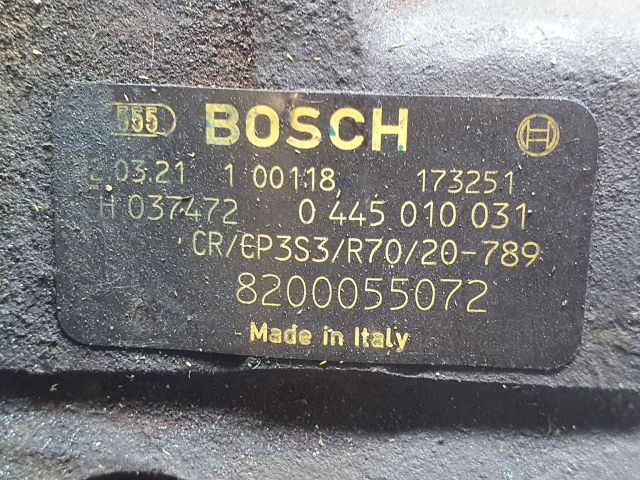 555 BOSCH
2.03.21 1 00118 173251
H 037472 0 445 010 031
CR/CP3S3/R70/20-789
8200055072
Made in Italy